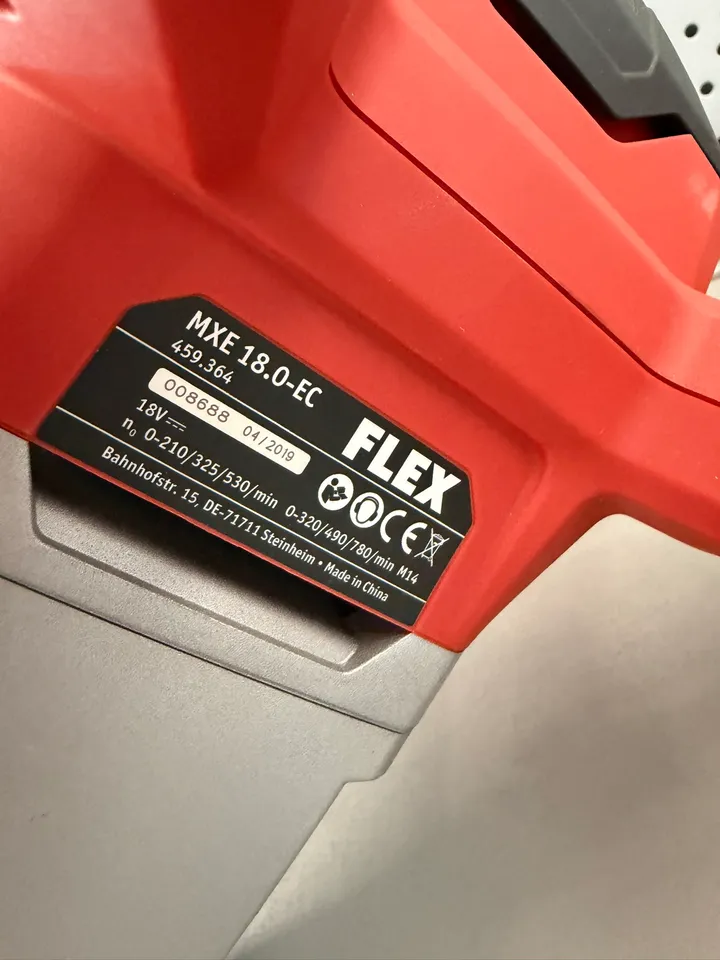 MXE 18.0-EC
459.364
008688 04/2019
FLEX
18V
n₀ 0-210/325/530/min 0-320/490/780/min M14
CE
Bahnhofstr. 15, DE-71711 Steinheim • Made in China